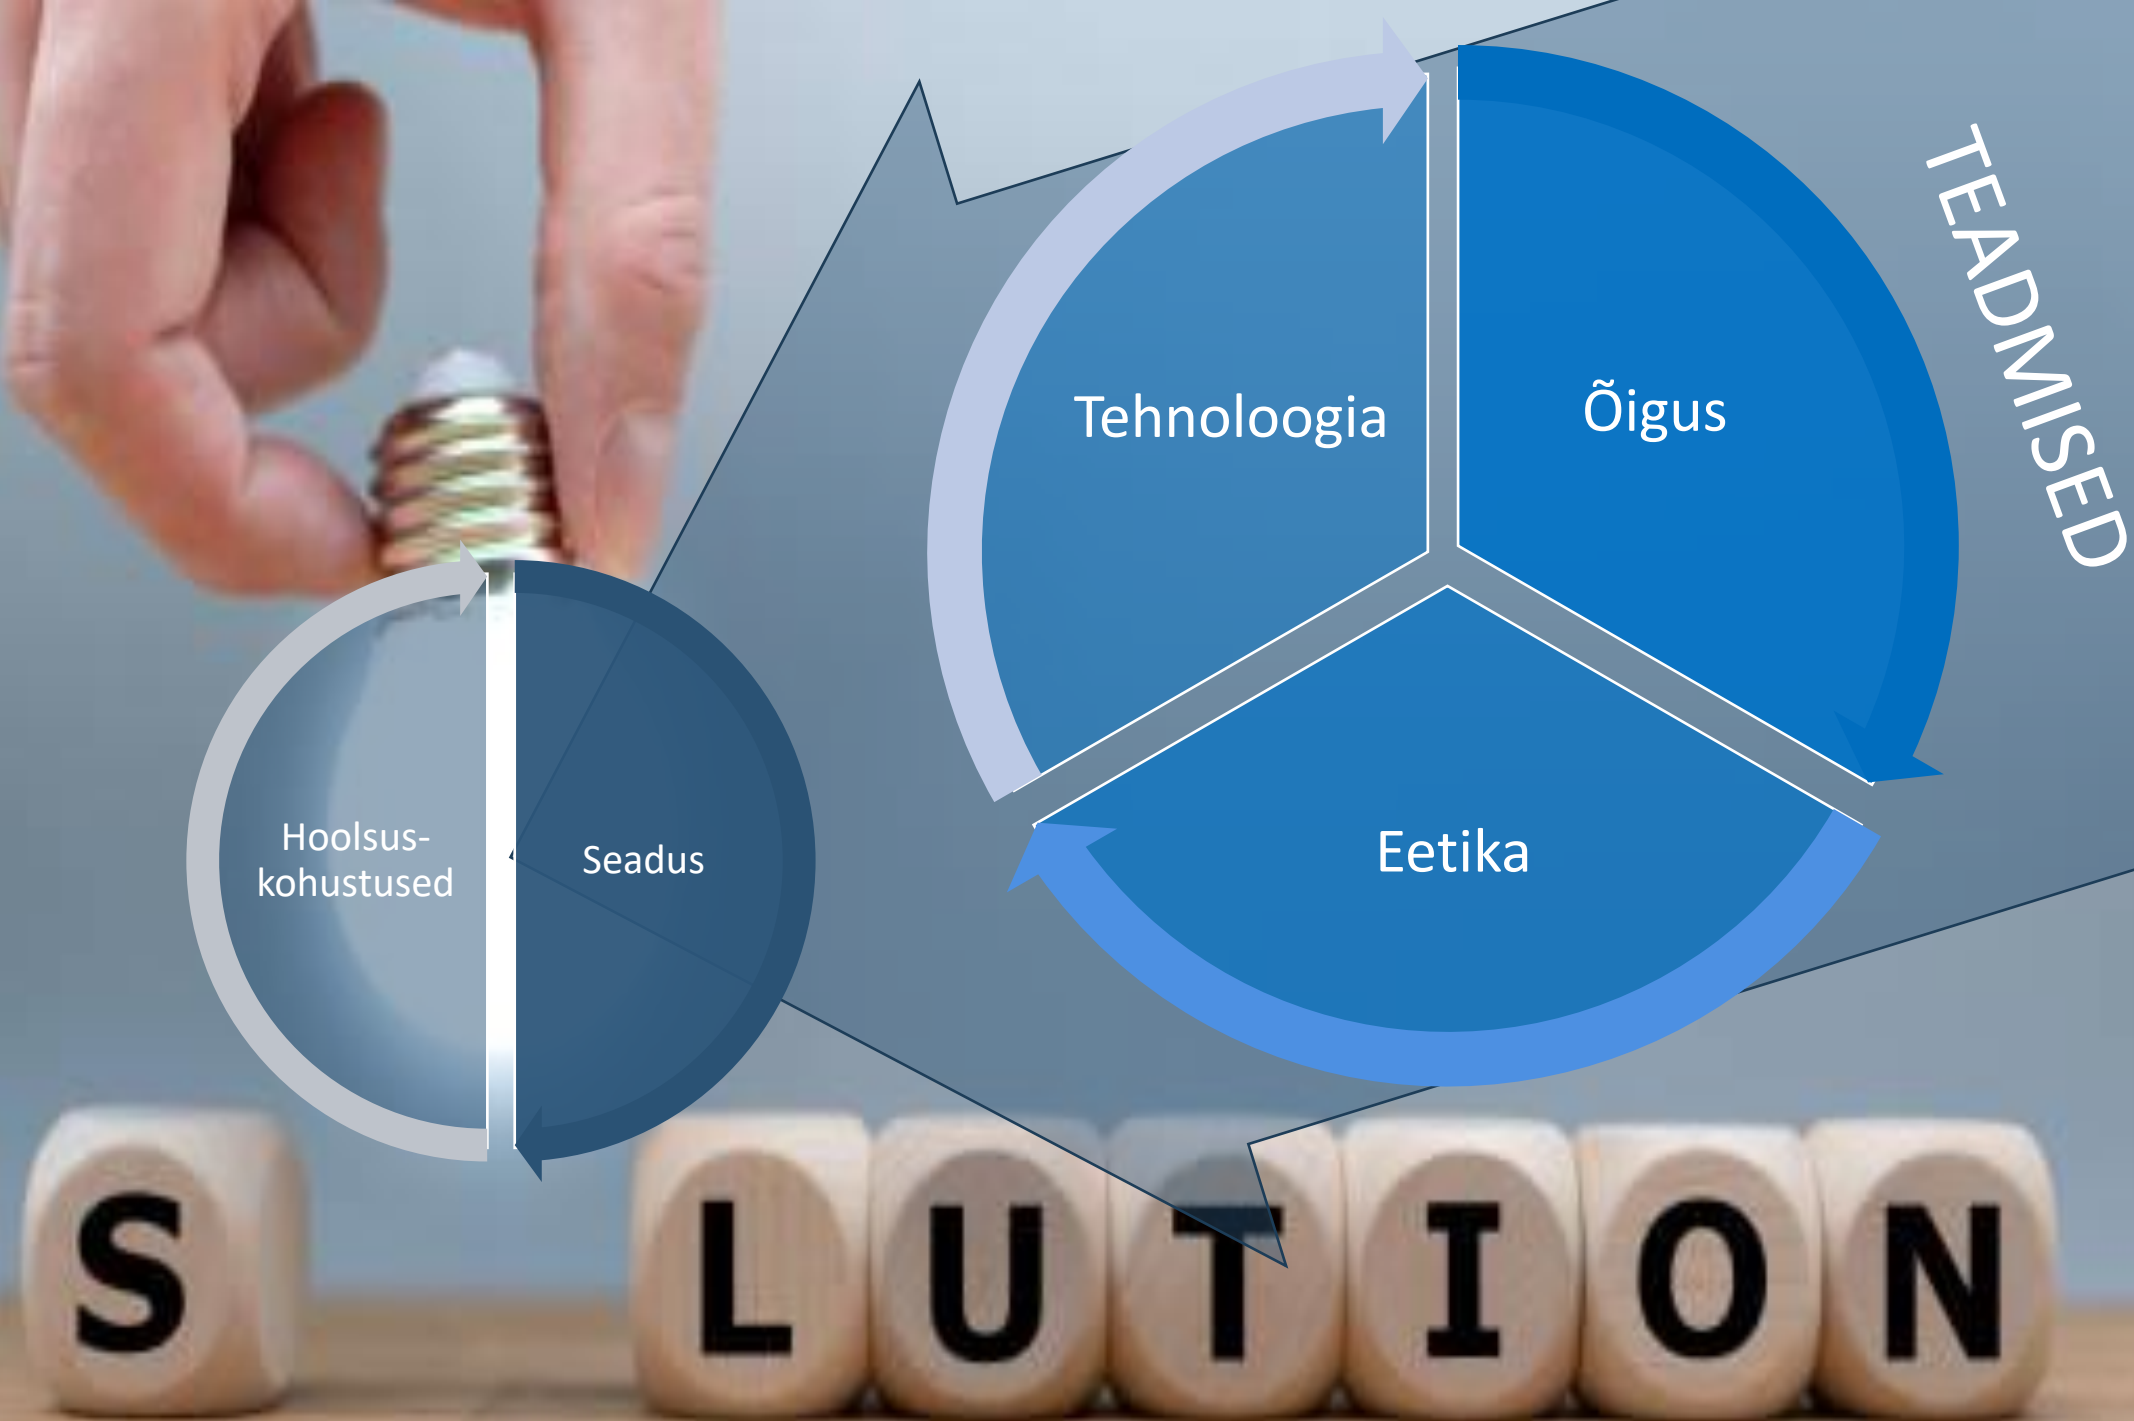 TEADMISED
Tehnoloogia
Õigus
Eetika
Hoolsus-
kohustused
Seadus
S LUTION